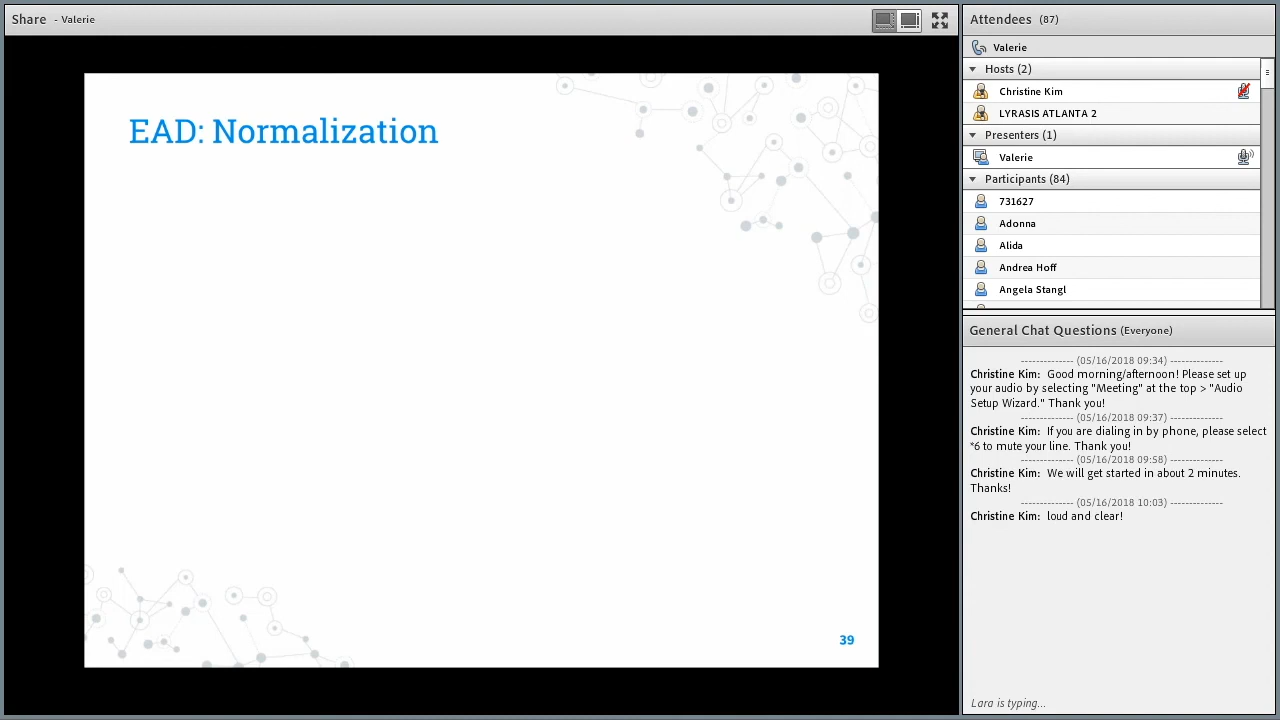 Share - Valerie
EAD: Normalization
39
Attendees (87)
Valerie
Hosts (2)
Christine Kim
LYRASIS ATLANTA 2
Presenters (1)
Valerie
Participants (84)
731627
Adonna
Alida
Andrea Hoff
Angela Stangl
General Chat Questions (Everyone)
------------- (05/16/2018 09:34) -------------
Christine Kim: Good morning/afternoon! Please set up
your audio by selecting "Meeting" at the top > "Audio
Setup Wizard." Thank you!
------------- (05/16/2018 09:37) -------------
Christine Kim: If you are dialing in by phone, please select
*6 to mute your line. Thank you!
------------- (05/16/2018 09:58) -------------
Christine Kim: We will get started in about 2 minutes.
Thanks!
------------- (05/16/2018 10:03) -------------
Christine Kim: loud and clear!
Lara is typing...